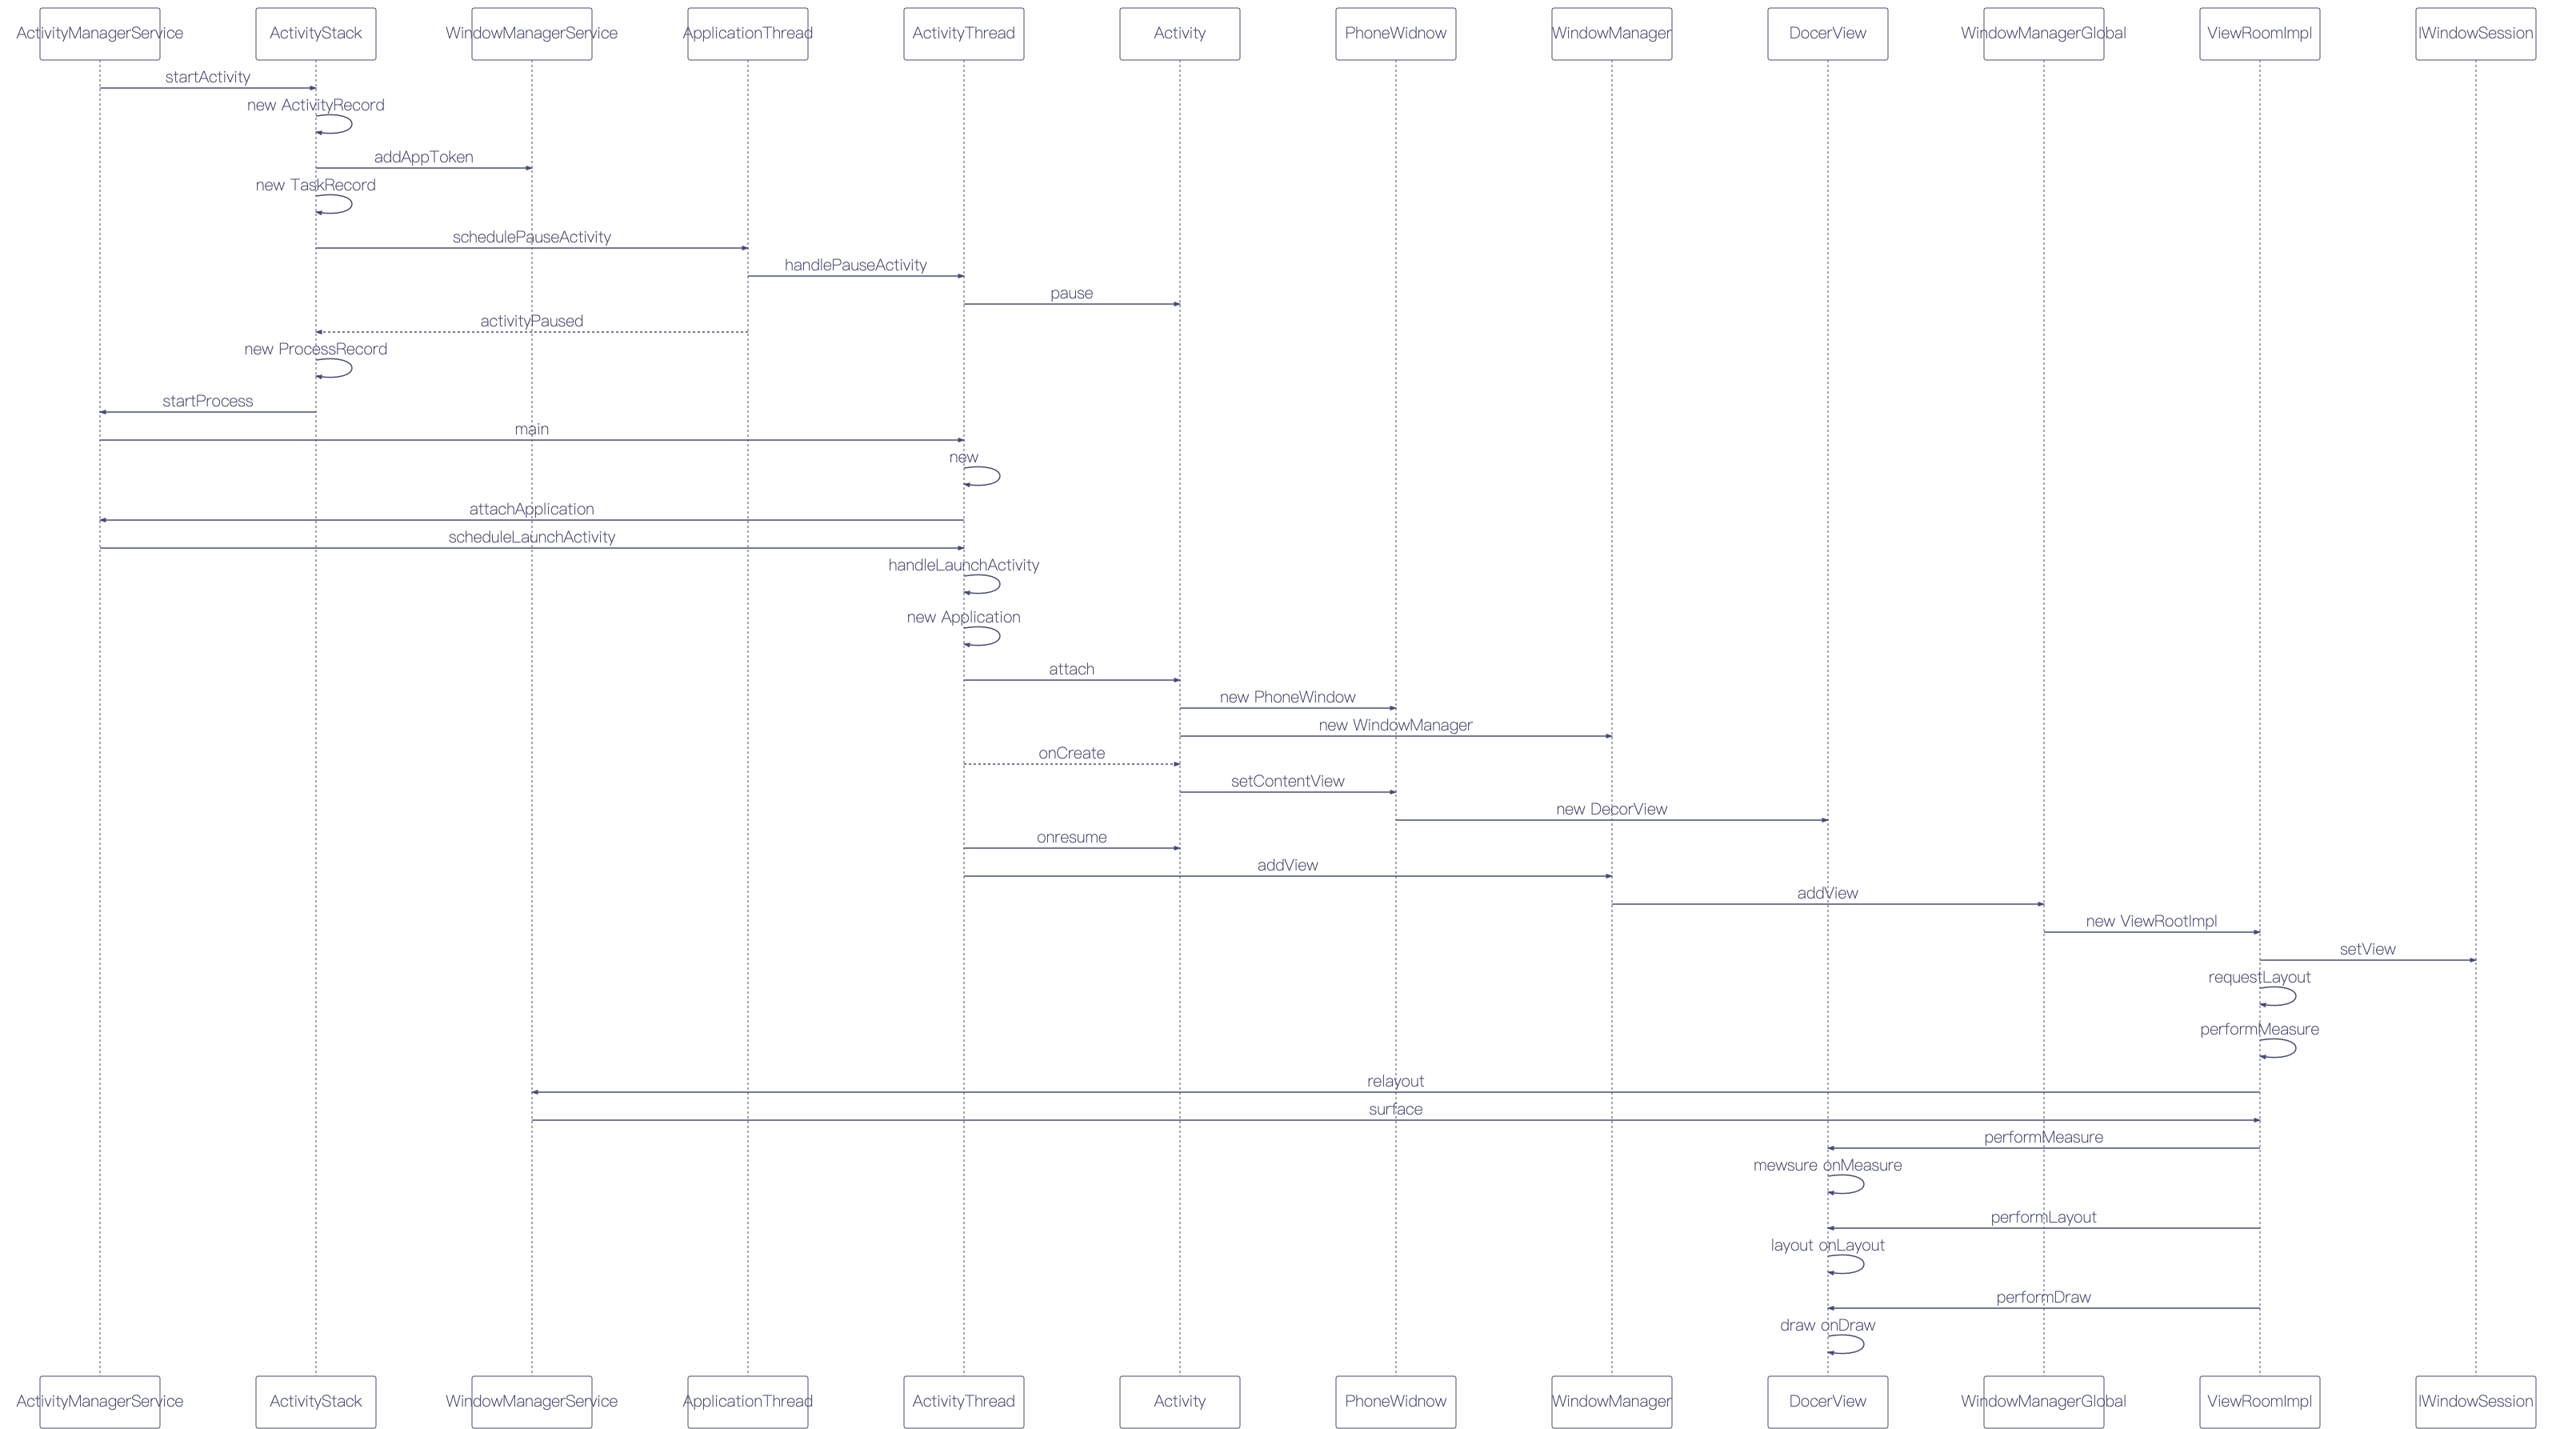 ActivityManagerService
ActivityStack
WindowManagerService
ApplicationThread
ActivityThread
Activity
PhoneWidnow
WindowManager
DocerView
WindowManagerGlobal
ViewRoomImpl
IWindowSession
startActivity
new ActivityRecord
addAppToken
new TaskRecord
schedulePauseActivity
handlePauseActivity
pause
activityPaused
new ProcessRecord
startProcess
main
new
attachApplication
scheduleLaunchActivity
handleLaunchActivity
new Application
attach
new PhoneWindow
new WindowManager
onCreate
setContentView
new DecorView
onresume
addView
addView
new ViewRootImpl
setView
requestLayout
performMeasure
relayout
surface
performMeasure
mewsure onMeasure
performLayout
layout onLayout
performDraw
draw onDraw
ActivityManagerService
ActivityStack
WindowManagerService
ApplicationThread
ActivityThread
Activity
PhoneWidnow
WindowManager
DocerView
WindowManagerGlobal
ViewRoomImpl
IWindowSession